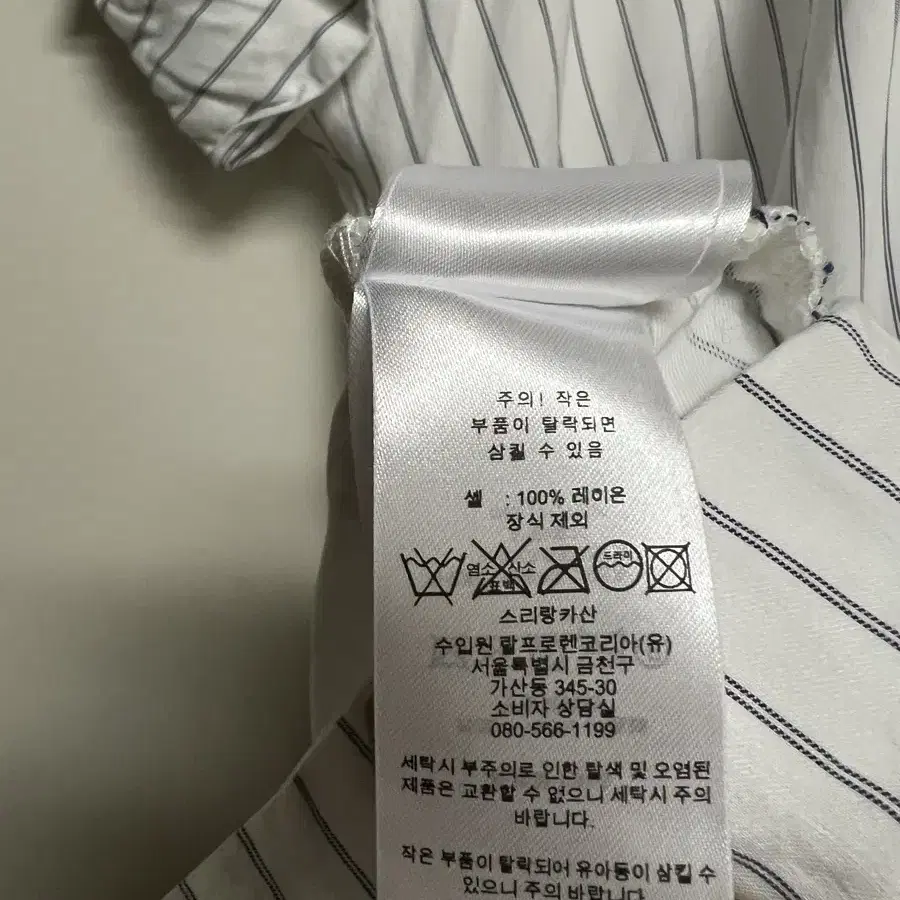 주의! 작은
부품이 탈락되면
삼킬 수 있음
셀 : 100% 레이온
장식 제외
염소 산소 표백
드라이
스리랑카산
수입원 랄프로렌코리아(유)
서울특별시 금천구
가산동 345-30
소비자 상담실
080-566-1199
세탁시 부주의로 인한 탈색 및 오염된
제품은 교환할 수 없으니 세탁시 주의
바랍니다.
작은 부품이 탈락되어 유아동이 삼킬 수
있으니 주의 바랍니다